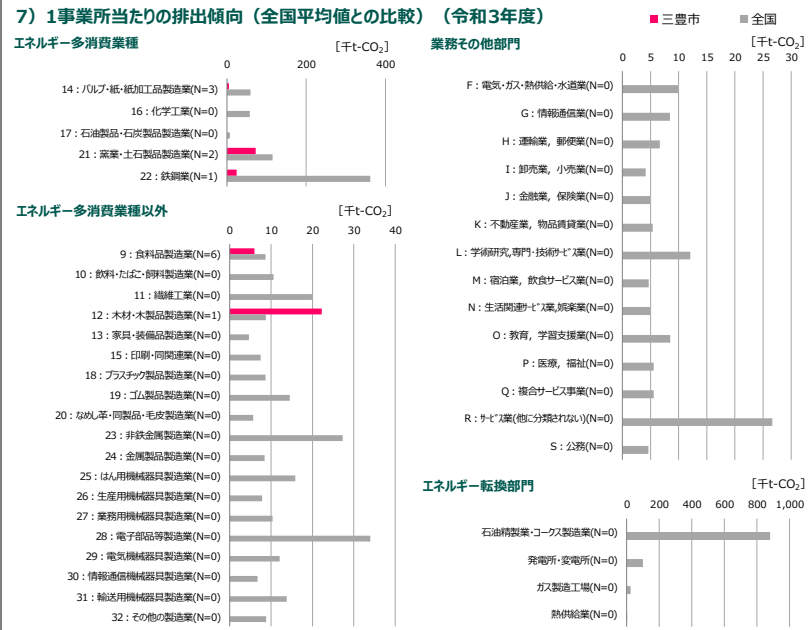 7）1事業所当たりの排出傾向（全国平均値との比較）（令和3年度）
■三豊市 ■全国
エネルギー多消費業種
[千t-CO2]
0 200 400
14：パルプ・紙・紙加工品製造業(N=3)
16：化学工業(N=0)
17：石油製品・石炭製品製造業(N=0)
21：窯業・土石製品製造業(N=2)
22：鉄鋼業(N=1)
エネルギー多消費業種以外
[千t-CO2]
0 10 20 30 40
9：食料品製造業(N=6)
10：飲料・たばこ・飼料製造業(N=0)
11：繊維工業(N=0)
12：木材・木製品製造業(N=1)
13：家具・装備品製造業(N=0)
15：印刷・同関連業(N=0)
18：プラスチック製品製造業(N=0)
19：ゴム製品製造業(N=0)
20：なめし革・同製品・毛皮製造業(N=0)
23：非鉄金属製造業(N=0)
24：金属製品製造業(N=0)
25：はん用機械器具製造業(N=0)
26：生産用機械器具製造業(N=0)
27：業務用機械器具製造業(N=0)
28：電子部品等製造業(N=0)
29：電気機械器具製造業(N=0)
30：情報通信機械器具製造業(N=0)
31：輸送用機械器具製造業(N=0)
32：その他の製造業(N=0)
業務その他部門
[千t-CO2]
0 5 10 15 20 25 30
F：電気・ガス・熱供給・水道業(N=0)
G：情報通信業(N=0)
H：運輸業，郵便業(N=0)
I：卸売業，小売業(N=0)
J：金融業，保険業(N=0)
K：不動産業，物品賃貸業(N=0)
L：学術研究,専門・技術サービス業(N=0)
M：宿泊業，飲食サービス業(N=0)
N：生活関連サービス業,娯楽業(N=0)
O：教育，学習支援業(N=0)
P：医療，福祉(N=0)
Q：複合サービス事業(N=0)
R：サービス業(他に分類されない)(N=0)
S：公務(N=0)
エネルギー転換部門
[千t-CO2]
0 200 400 600 800 1,000
石油精製業・コークス製造業(N=0)
発電所・変電所(N=0)
ガス製造工場(N=0)
熱供給業(N=0)